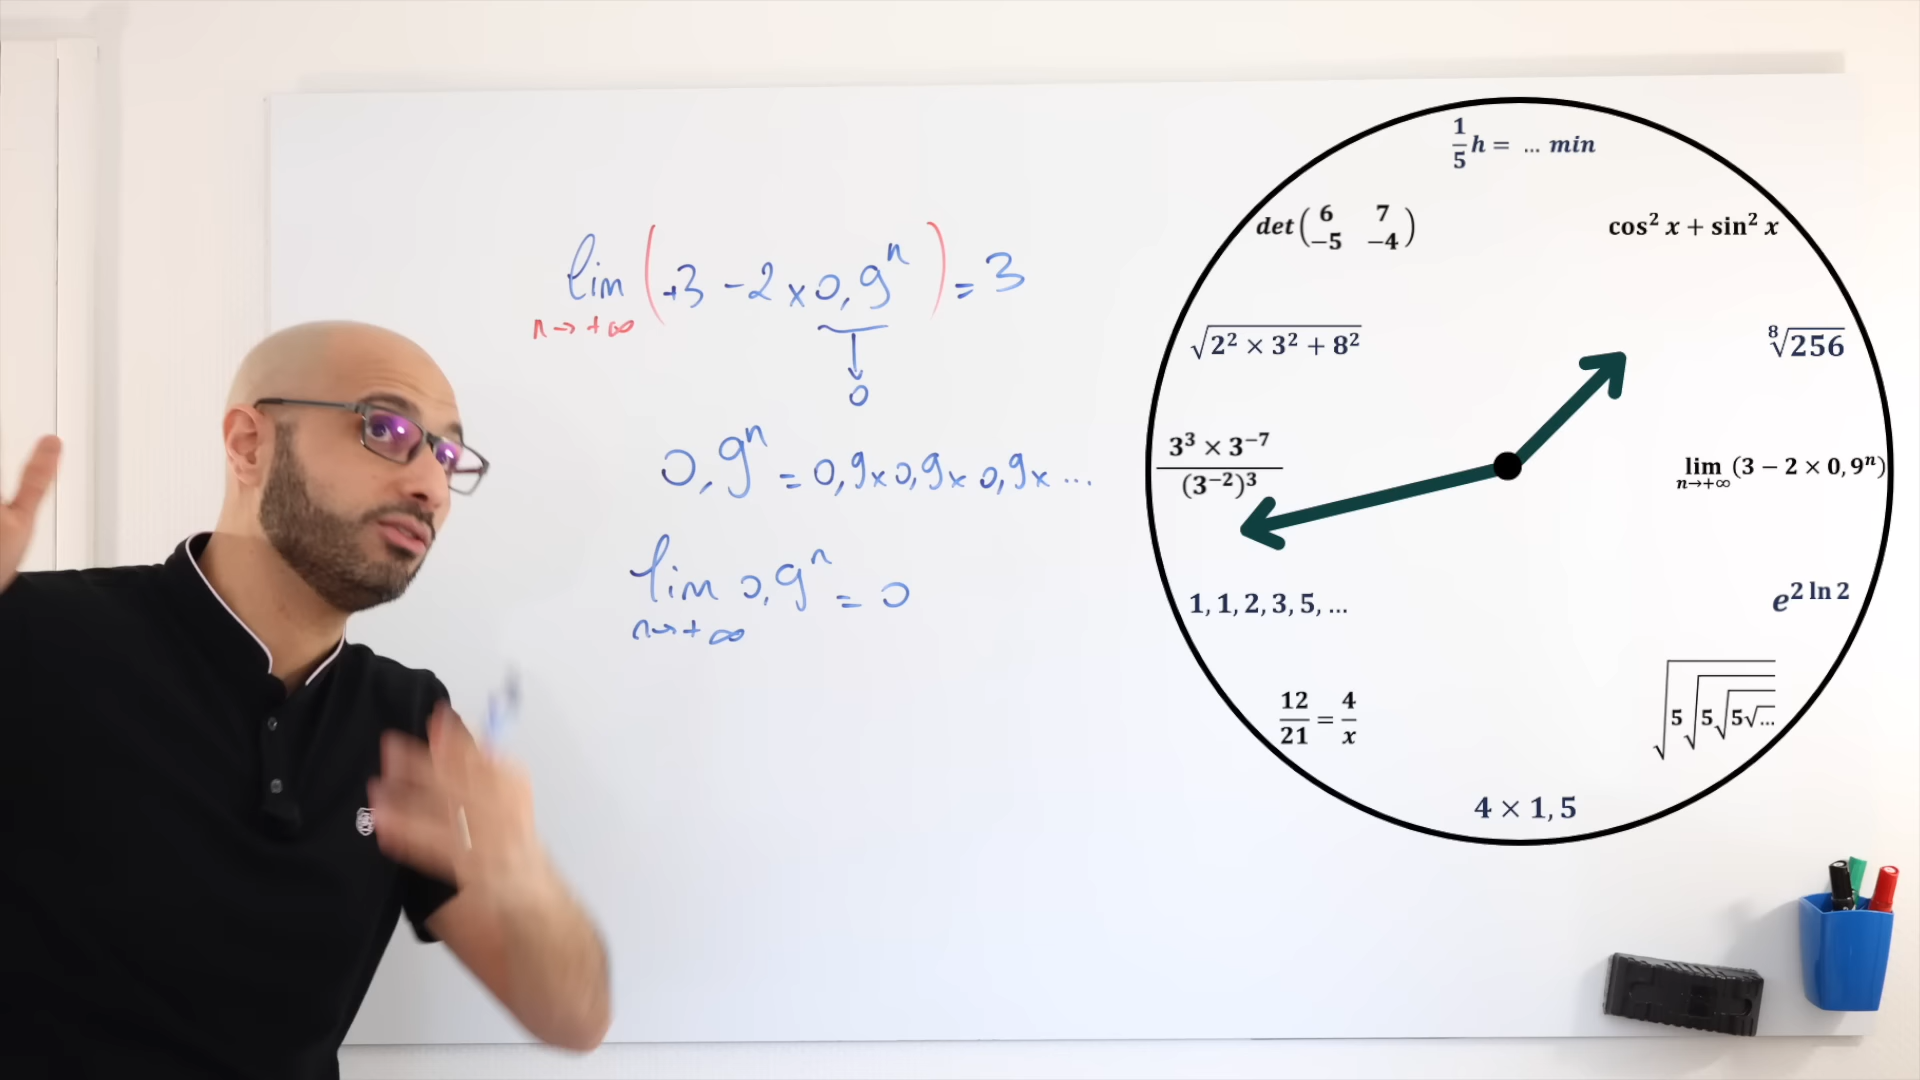 lim (+3 - 2 × 0,9ⁿ) = 3
n → +∞
0
0,9ⁿ = 0,9 × 0,9 × 0,9 × ...
lim 0,9ⁿ = 0
n → +∞
1/5 h = ... min
cos² x + sin² x
⁸√256
lim (3 − 2 × 0,9ⁿ)
n→+∞
e^(2 ln 2)
√(5√(5√(5√...)))
4 × 1,5
12/21 = 4/x
1, 1, 2, 3, 5, ...
(3³ × 3⁻⁷)/((3⁻²)³)
√(2² × 3² + 8²)
det(6 7
−5 −4)